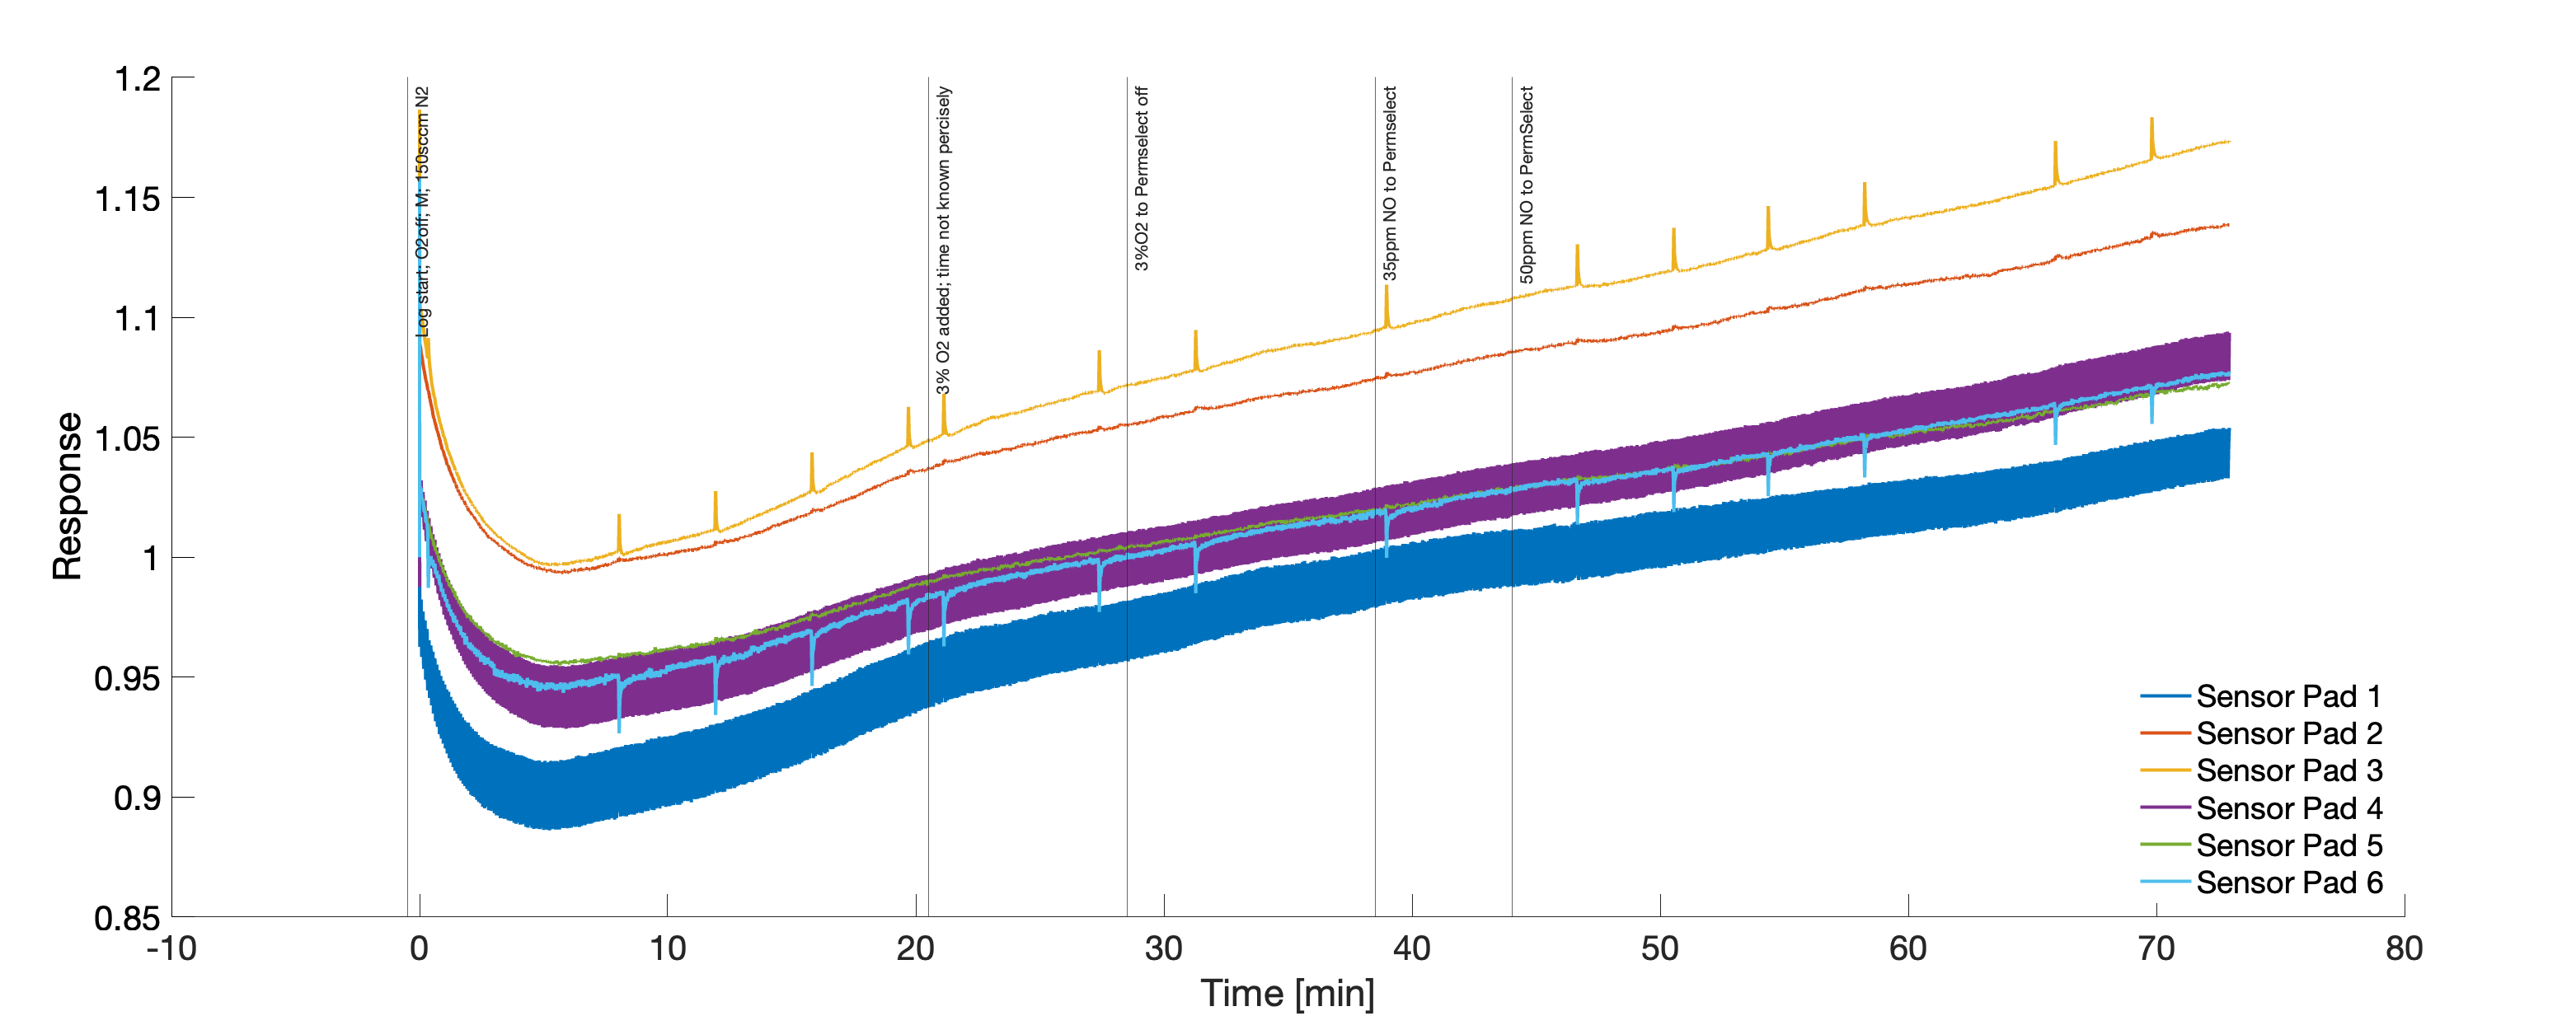 1.2
1.15
1.1
1.05
1
0.95
0.9
0.85
Response
-10
0
10
20
30
40
50
60
70
80
Time [min]
Log start; O2off; M; 150sccm N2
3% O2 added; time not known percisely
3%O2 to Permselect off
35ppm NO to Permselect
50ppm NO to PermSelect
Sensor Pad 1
Sensor Pad 2
Sensor Pad 3
Sensor Pad 4
Sensor Pad 5
Sensor Pad 6